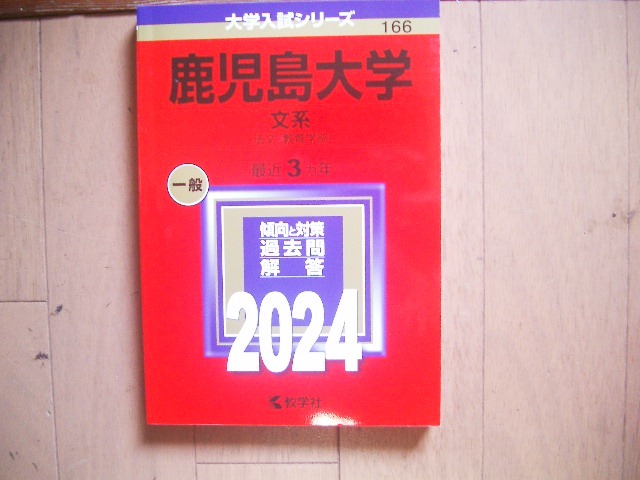 大学入試シリーズ
166
鹿児島大学
文系
最近3カ年
一般
傾向と対策
過去問
解答
2024
教学社